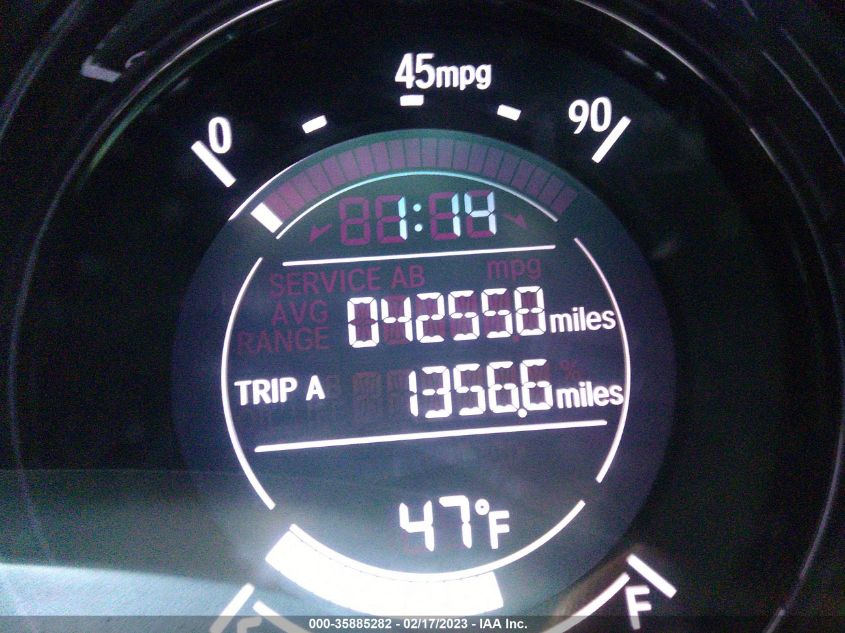 45mpg
0 90
1:14
SERVICE AB mpg
AVG
042550 miles
RANGE
TRIP A 1356.6 miles
%
47°F
F
000-35885282 - 02/17/2023 - IAA Inc.